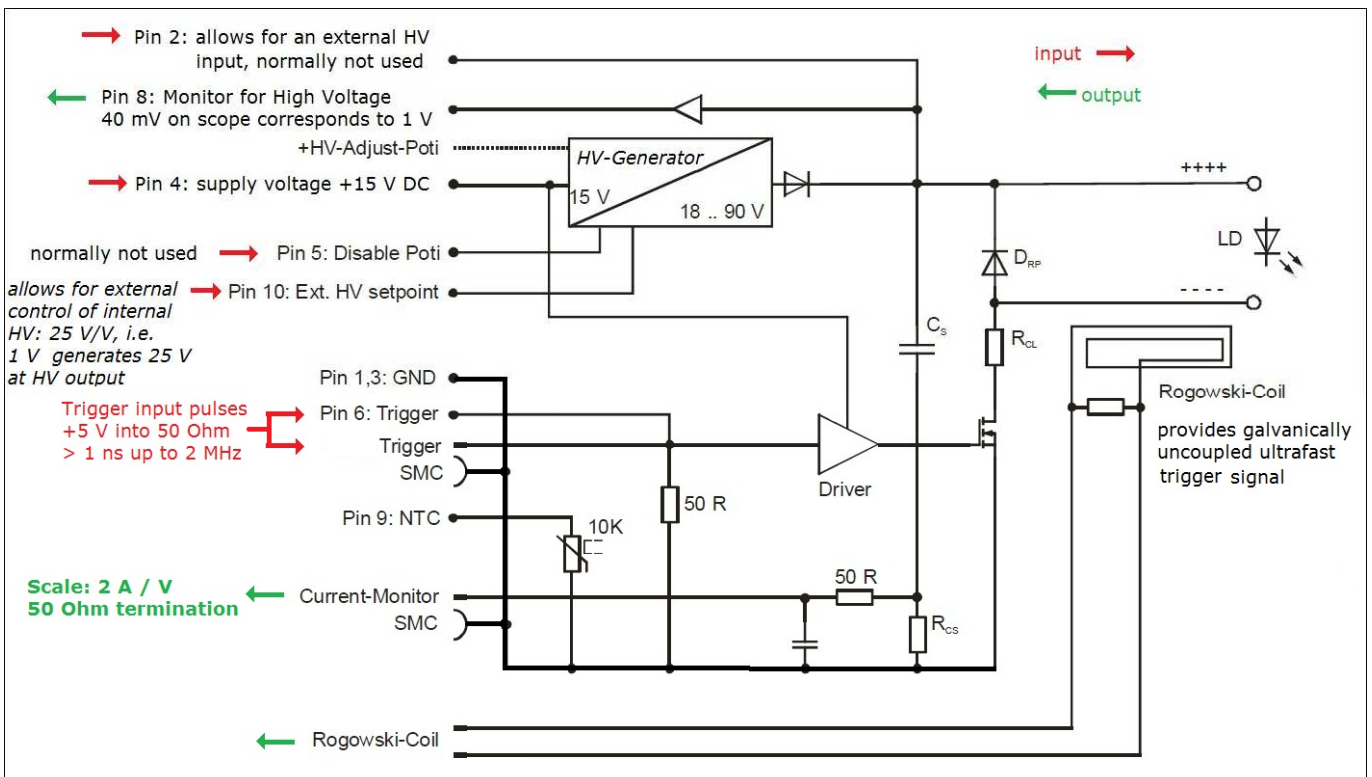 Pin 2: allows for an external HV
input, normally not used
input
output
Pin 8: Monitor for High Voltage
40 mV on scope corresponds to 1 V
+HV-Adjust-Poti
HV-Generator
Pin 4: supply voltage +15 V DC
15 V
18 .. 90 V
++++
LD
normally not used
Pin 5: Disable Poti
D_RP
allows for external
control of internal
HV: 25 V/V, i.e.
1 V generates 25 V
at HV output
Pin 10: Ext. HV setpoint
- - - -
C_S
R_CL
Pin 1,3: GND
Trigger input pulses
+5 V into 50 Ohm
> 1 ns up to 2 MHz
Pin 6: Trigger
Trigger
SMC
Driver
Rogowski-Coil
provides galvanically
uncoupled ultrafast
trigger signal
50 R
Pin 9: NTC
10K
Scale: 2 A / V
50 Ohm termination
Current-Monitor
SMC
50 R
R_CS
Rogowski-Coil